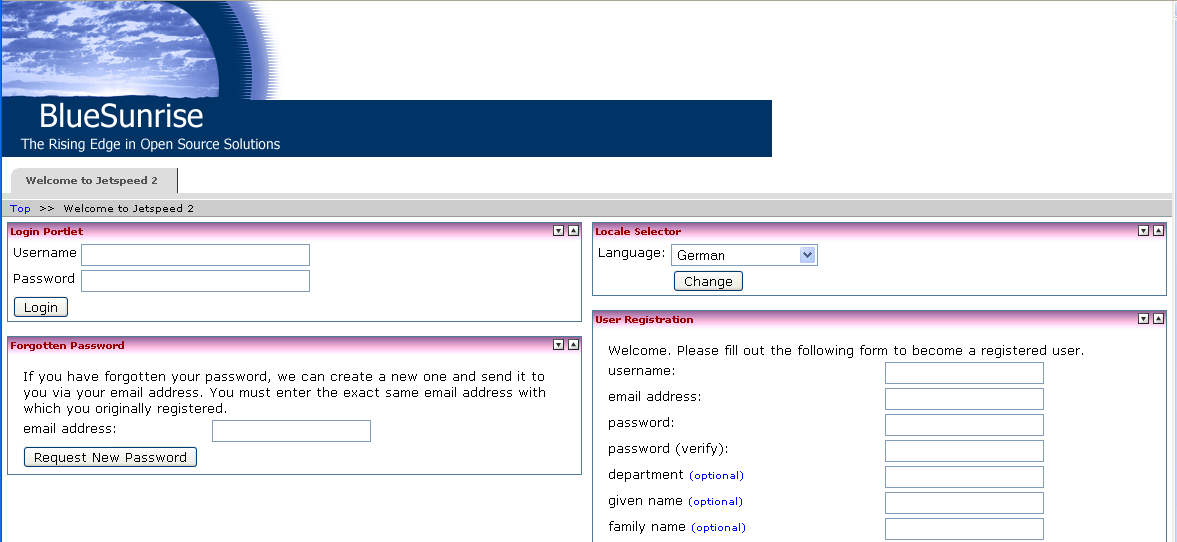 BlueSunrise
The Rising Edge in Open Source Solutions
Welcome to Jetspeed 2
Top >> Welcome to Jetspeed 2
Login Portlet
Username
Password
Login
Forgotten Password
If you have forgotten your password, we can create a new one and send it to
you via your email address. You must enter the exact same email address with
which you originally registered.
email address:
Request New Password
Locale Selector
Language: German
Change
User Registration
Welcome. Please fill out the following form to become a registered user.
username:
email address:
password:
password (verify):
department (optional)
given name (optional)
family name (optional)